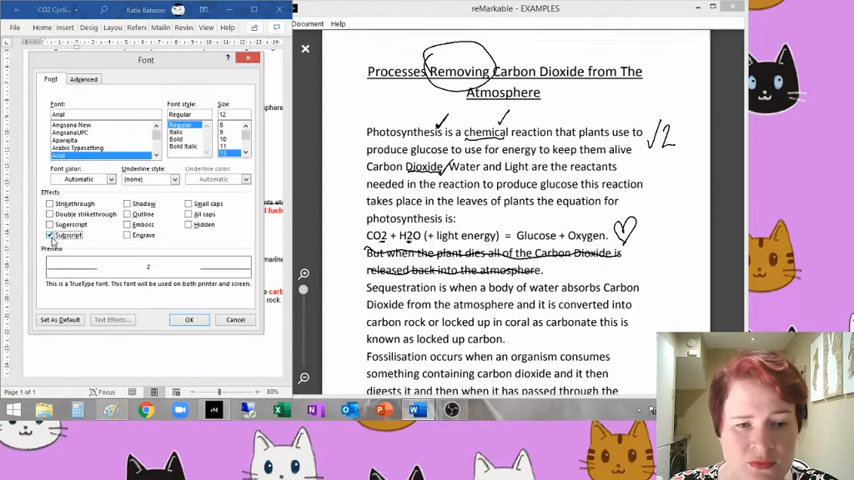 CO2 Cycli...
Katie Bateson
File
Home
Insert
Design
Layou
Refere
Mailin
Review
View
Font
?
Font
Advanced
Font:
Font style:
Size:
Arial
Regular
12
Angsana New
AngsanaUPC
Aparajita
Arabic Typesetting
Arial
Regular
Italic
Bold
Bold Italic
8
9
10
11
12
Font color:
Underline style:
Underline color:
Automatic
(none)
Automatic
Effects
Strikethrough
Double strikethrough
Superscript
Subscript
Shadow
Outline
Emboss
Engrave
Small caps
All caps
Hidden
Preview
2
This is a TrueType font. This font will be used on both printer and screen.
Set As Default
Text Effects...
OK
Cancel
Page 1 of 1
Focus
80%
reMarkable - EXAMPLES
Document
Help
Processes Removing Carbon Dioxide from The
Atmosphere
Photosynthesis is a chemical reaction that plants use to
produce glucose to use for energy to keep them alive
Carbon Dioxide, Water and Light are the reactants
needed in the reaction to produce glucose this reaction
takes place in the leaves of plants the equation for
photosynthesis is:
CO2 + H2O (+ light energy) = Glucose + Oxygen.
But when the plant dies all of the Carbon Dioxide is
released back into the atmosphere.
Sequestration is when a body of water absorbs Carbon
Dioxide from the atmosphere and it is converted into
carbon rock or locked up in coral as carbonate this is
known as locked up carbon.
Fossilisation occurs when an organism consumes
something containing carbon dioxide and it then
digests it and then when it has passed through the
√2
rM